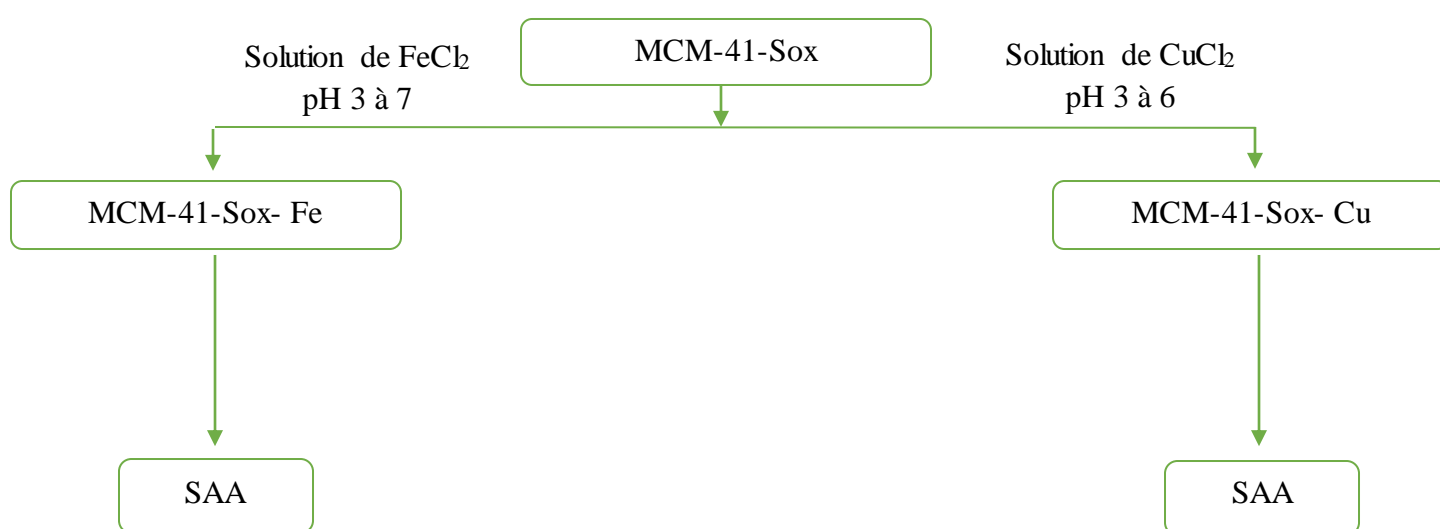 MCM-41-Sox
Solution de FeCl2
pH 3 à 7
Solution de CuCl2
pH 3 à 6
MCM-41-Sox- Fe
MCM-41-Sox- Cu
SAA
SAA